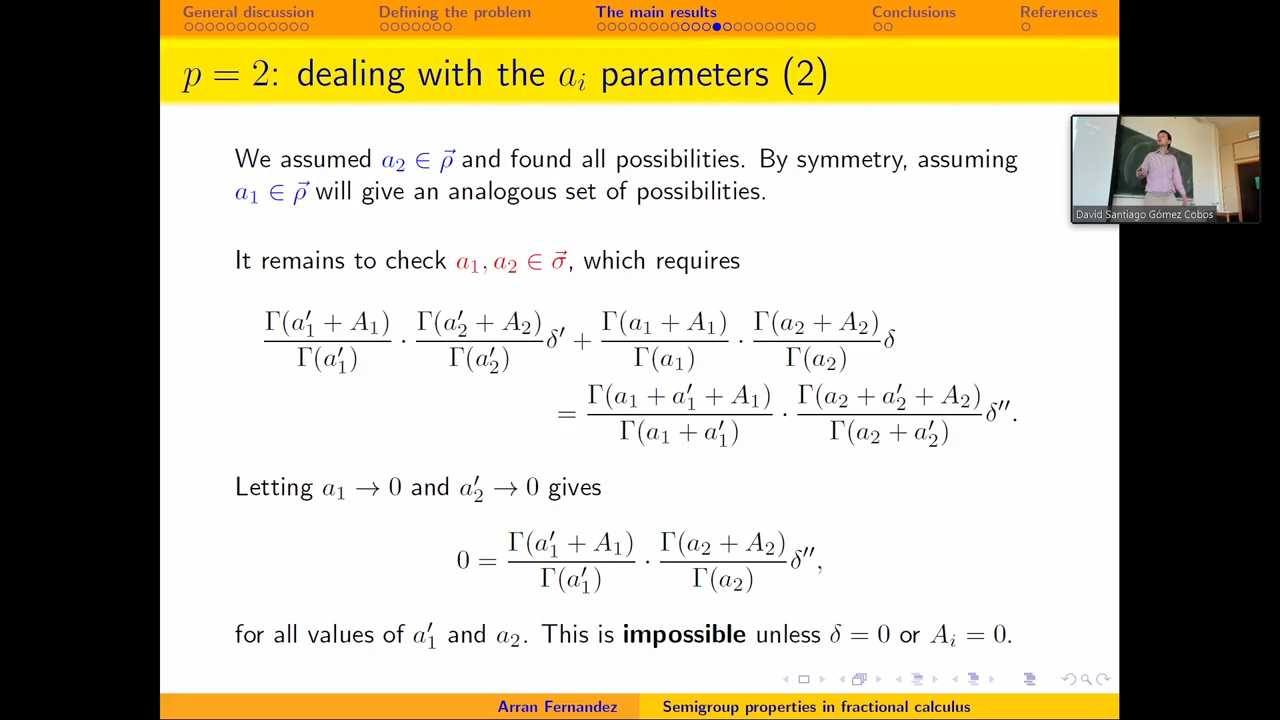 General discussion Defining the problem The main results Conclusions References
p = 2: dealing with the a_i parameters (2)
We assumed a_2 ∈ ρ⃗ and found all possibilities. By symmetry, assuming
a_1 ∈ ρ⃗ will give an analogous set of possibilities.
David Santiago Gómez Cobos
It remains to check a_1, a_2 ∈ σ⃗, which requires
Γ(a′_1 + A_1)/Γ(a′_1) · Γ(a′_2 + A_2)/Γ(a′_2) δ′ + Γ(a_1 + A_1)/Γ(a_1) · Γ(a_2 + A_2)/Γ(a_2) δ
= Γ(a_1 + a′_1 + A_1)/Γ(a_1 + a′_1) · Γ(a_2 + a′_2 + A_2)/Γ(a_2 + a′_2) δ″.
Letting a_1 → 0 and a′_2 → 0 gives
0 = Γ(a′_1 + A_1)/Γ(a′_1) · Γ(a_2 + A_2)/Γ(a_2) δ″,
for all values of a′_1 and a_2. This is impossible unless δ = 0 or A_i = 0.
Arran Fernandez Semigroup properties in fractional calculus